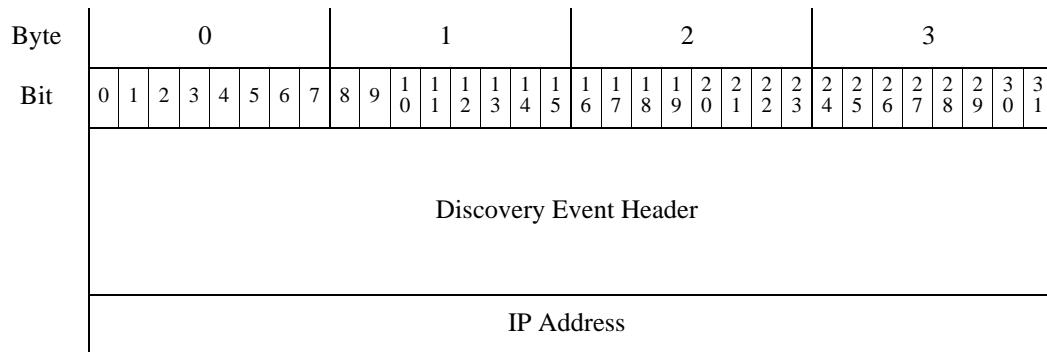 Byte 0 1 2 3
Bit 0 1 2 3 4 5 6 7 8 9 10 11 12 13 14 15 16 17 18 19 20 21 22 23 24 25 26 27 28 29 30 31
Discovery Event Header
IP Address